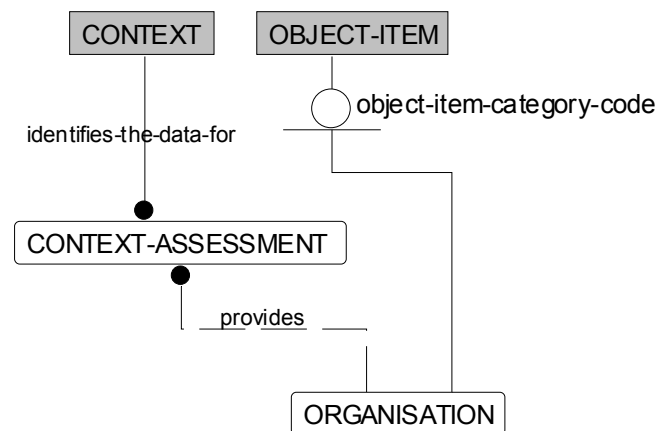 CONTEXT
OBJECT-ITEM
object-item-category-code
identifies-the-data-for
CONTEXT-ASSESSMENT
provides
ORGANISATION